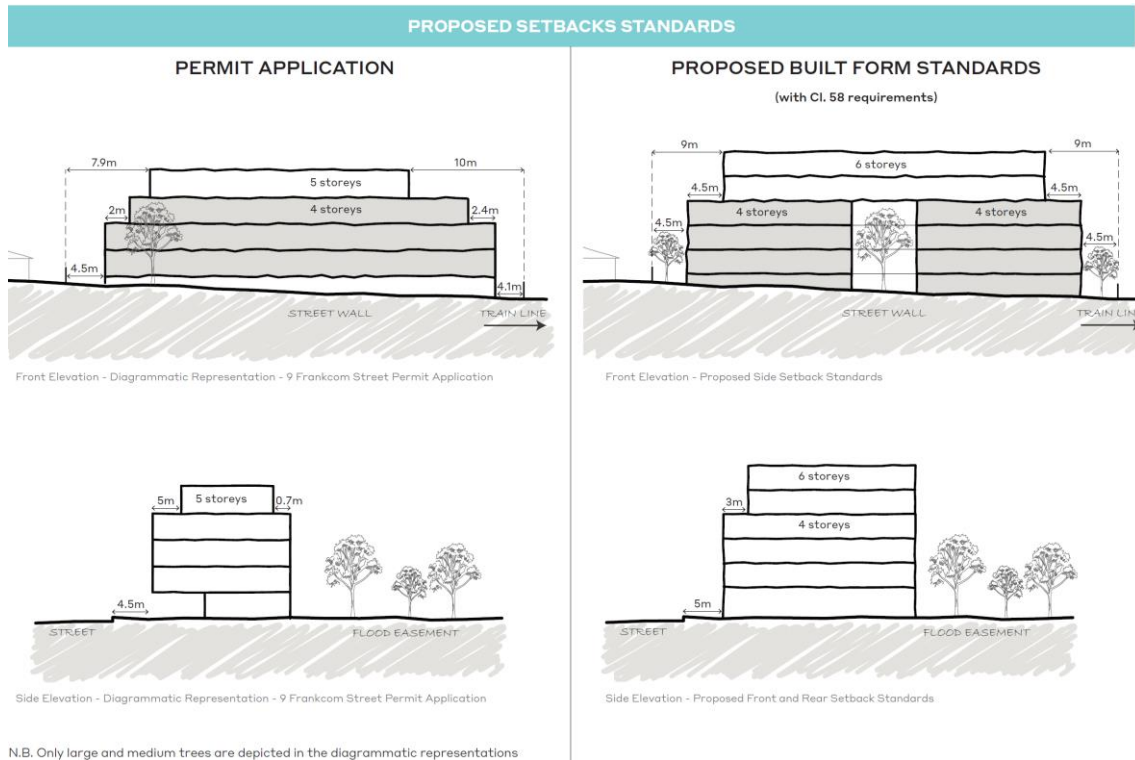 PROPOSED SETBACKS STANDARDS
PERMIT APPLICATION
7.9m
10m
5 storeys
2m
4 storeys
2.4m
4.5m
4.1m
STREET WALL
TRAIN LINE
Front Elevation - Diagrammatic Representation - 9 Frankcom Street Permit Application
5m
5 storeys
0.7m
4.5m
STREET
FLOOD EASEMENT
Side Elevation - Diagrammatic Representation - 9 Frankcom Street Permit Application
N.B. Only large and medium trees are depicted in the diagrammatic representations
PROPOSED BUILT FORM STANDARDS
(with Cl. 58 requirements)
9m
9m
6 storeys
4.5m
4.5m
4 storeys
4 storeys
4.5m
4.5m
STREET WALL
TRAIN LINE
Front Elevation - Proposed Side Setback Standards
6 storeys
3m
4 storeys
5m
STREET
FLOOD EASEMENT
Side Elevation - Proposed Front and Rear Setback Standards